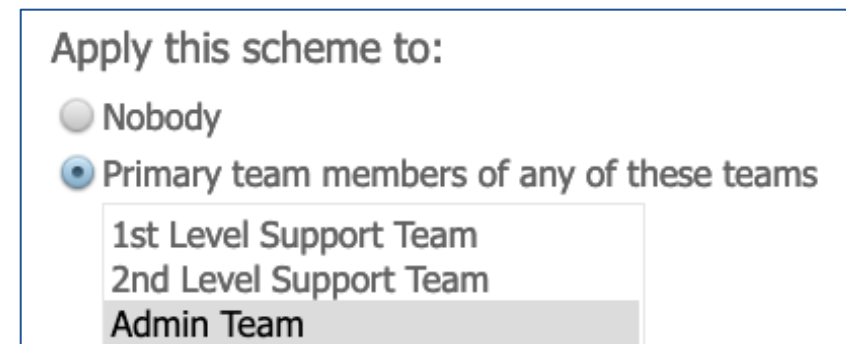 Apply this scheme to:
Nobody
Primary team members of any of these teams
1st Level Support Team
2nd Level Support Team
Admin Team